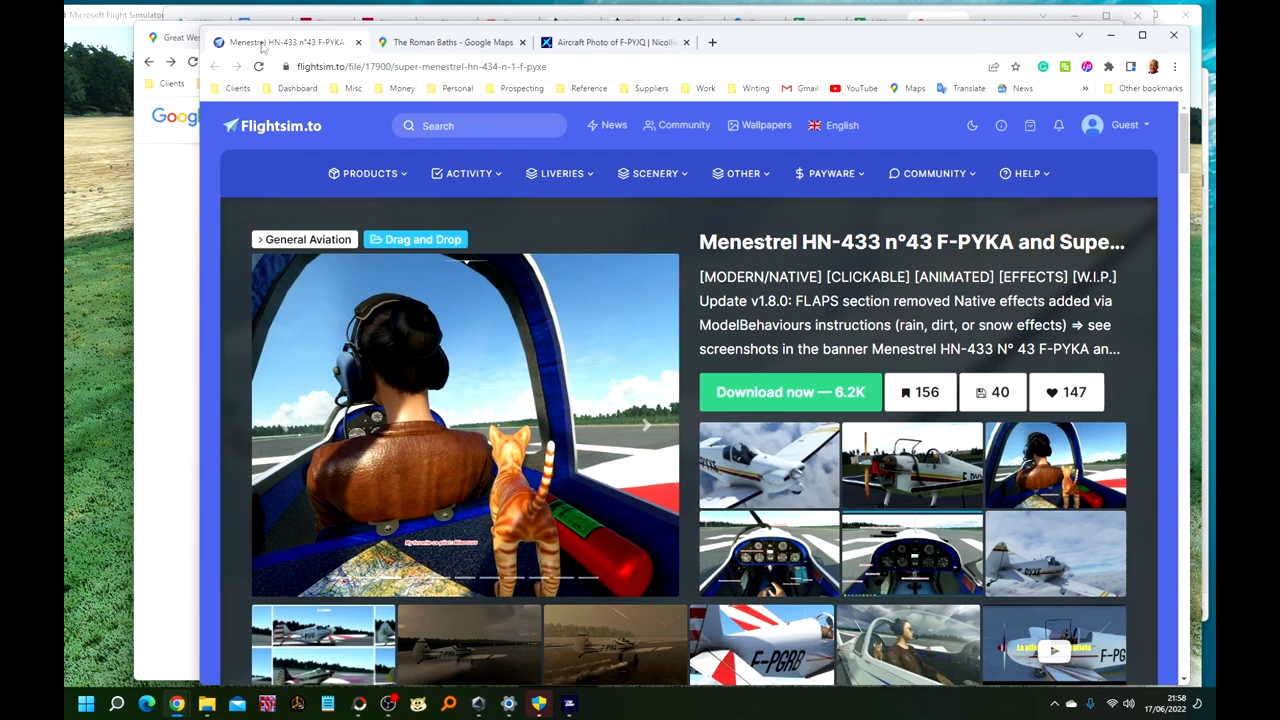 Microsoft Flight Simulator
Great Wes
Menestrel HN-433 n°43 F-PYKA
The Roman Baths - Google Maps
Aircraft Photo of F-PYJQ | Nicolli
flightsim.to/file/17900/super-menestrel-hn-434-n-1-f-pyxe
Clients
Clients
Dashboard
Misc
Money
Personal
Prospecting
Reference
Suppliers
Work
Writing
Gmail
YouTube
Maps
Translate
News
»
Other bookmarks
Goog
Flightsim.to
Search
News
Community
Wallpapers
English
Guest
PRODUCTS
ACTIVITY
LIVERIES
SCENERY
OTHER
PAYWARE
COMMUNITY
HELP
General Aviation
Drag and Drop
Menestrel HN-433 n°43 F-PYKA and Supe...
[MODERN/NATIVE] [CLICKABLE] [ANIMATED] [EFFECTS] [W.I.P.]
Update v1.8.0: FLAPS section removed Native effects added via
ModelBehaviours instructions (rain, dirt, or snow effects) => see
screenshots in the banner Menestrel HN-433 N° 43 F-PYKA an...
Download now — 6.2K
156
40
147
F-PGRB
F-PG
21:58
17/06/2022